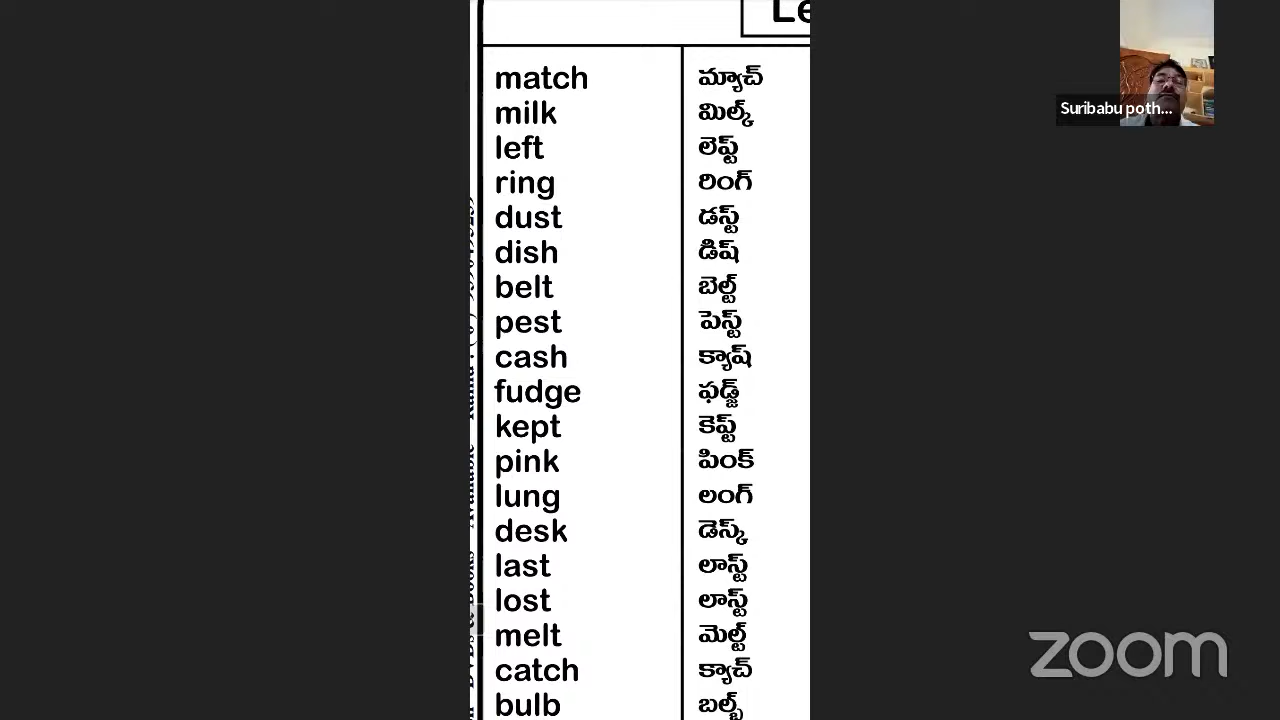 Le
Suribabu poth...
match మ్యాచ్
milk మిల్క్
left లెఫ్ట్
ring రింగ్
dust డస్ట్
dish డిష్
belt బెల్ట్
pest పెస్ట్
cash క్యాష్
fudge ఫడ్జ్
kept కెప్ట్
pink పింక్
lung లంగ్
desk డెస్క్
last లాస్ట్
lost లాస్ట్
melt మెల్ట్
catch క్యాచ్
bulb బల్బ్
zoom